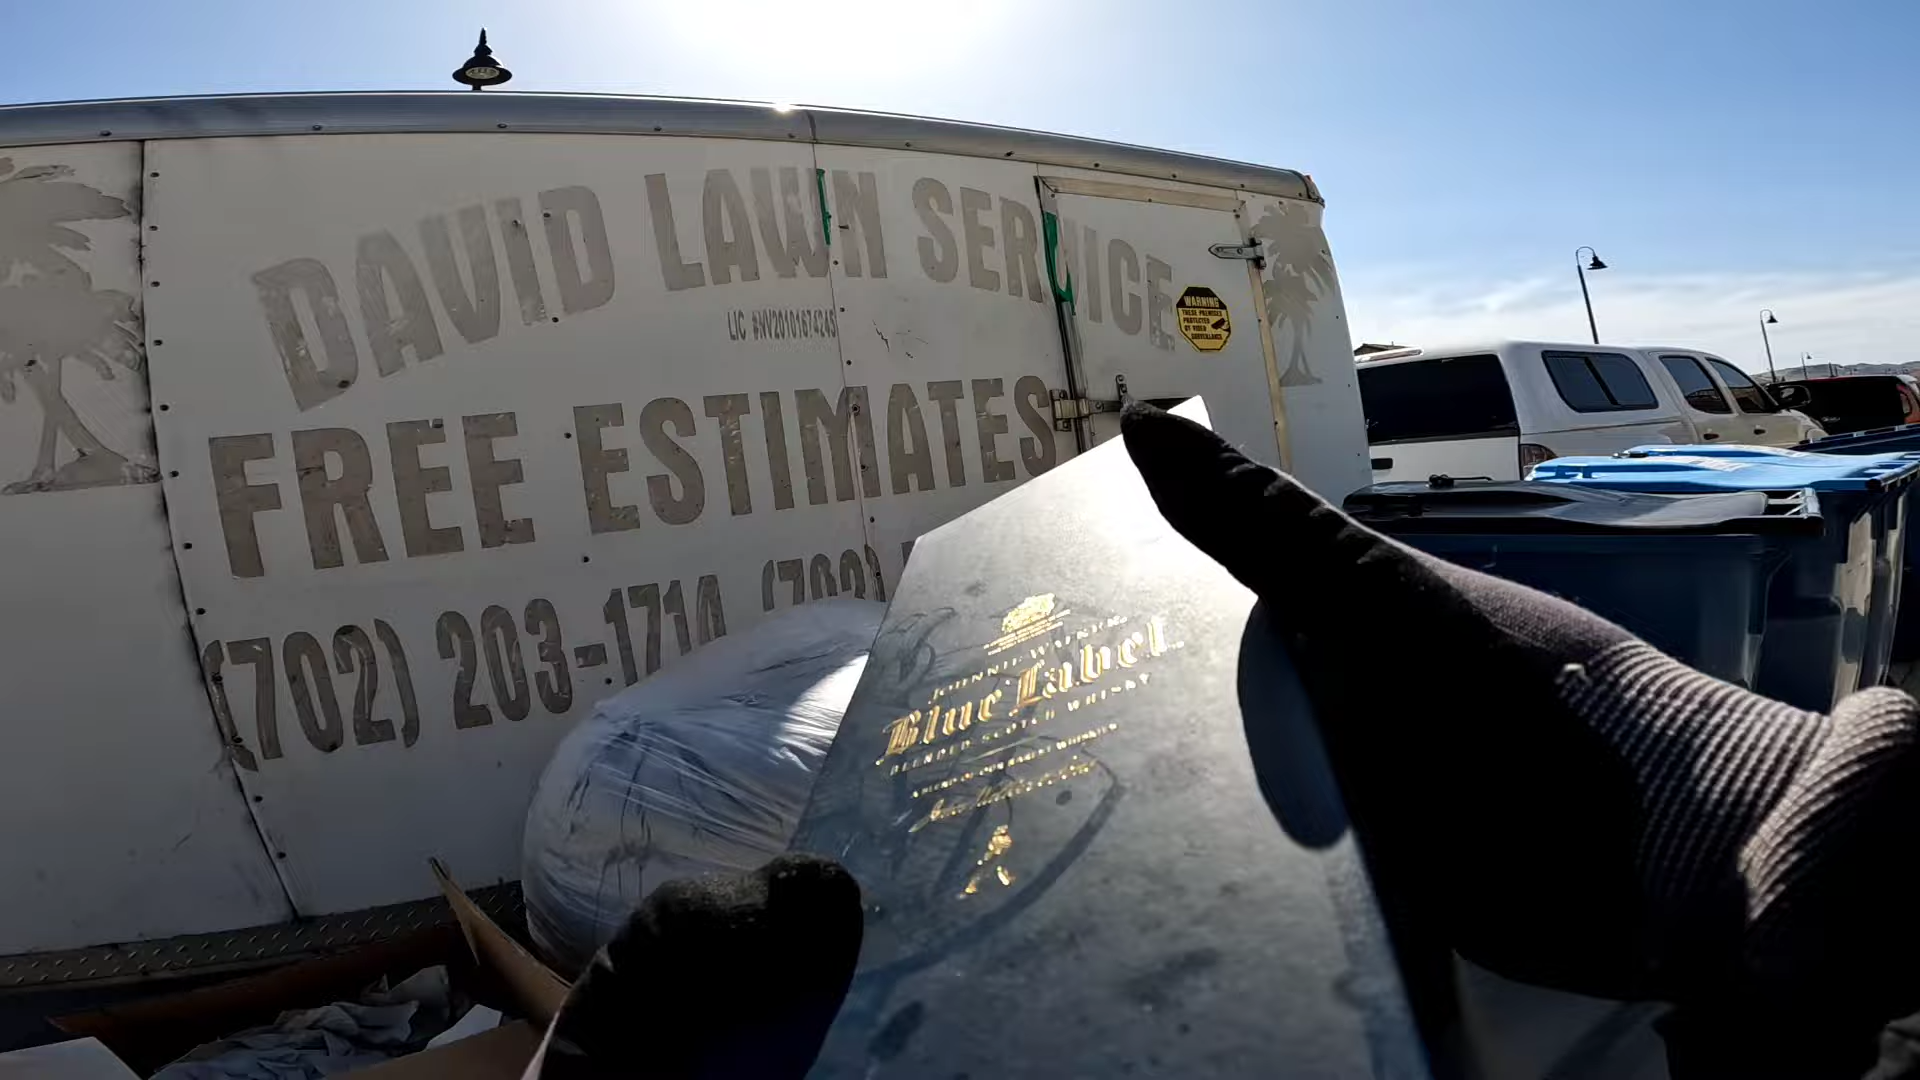 DAVID LAWN SERVICE
LIC #NV20101674245
FREE ESTIMATES
(702) 203-1714 (702)
WARNING
THESE PREMISES
PROTECTED
BY VIDEO
SURVEILLANCE
JOHNNIE WALKER
Blue Label
BLENDED SCOTCH WHISKY